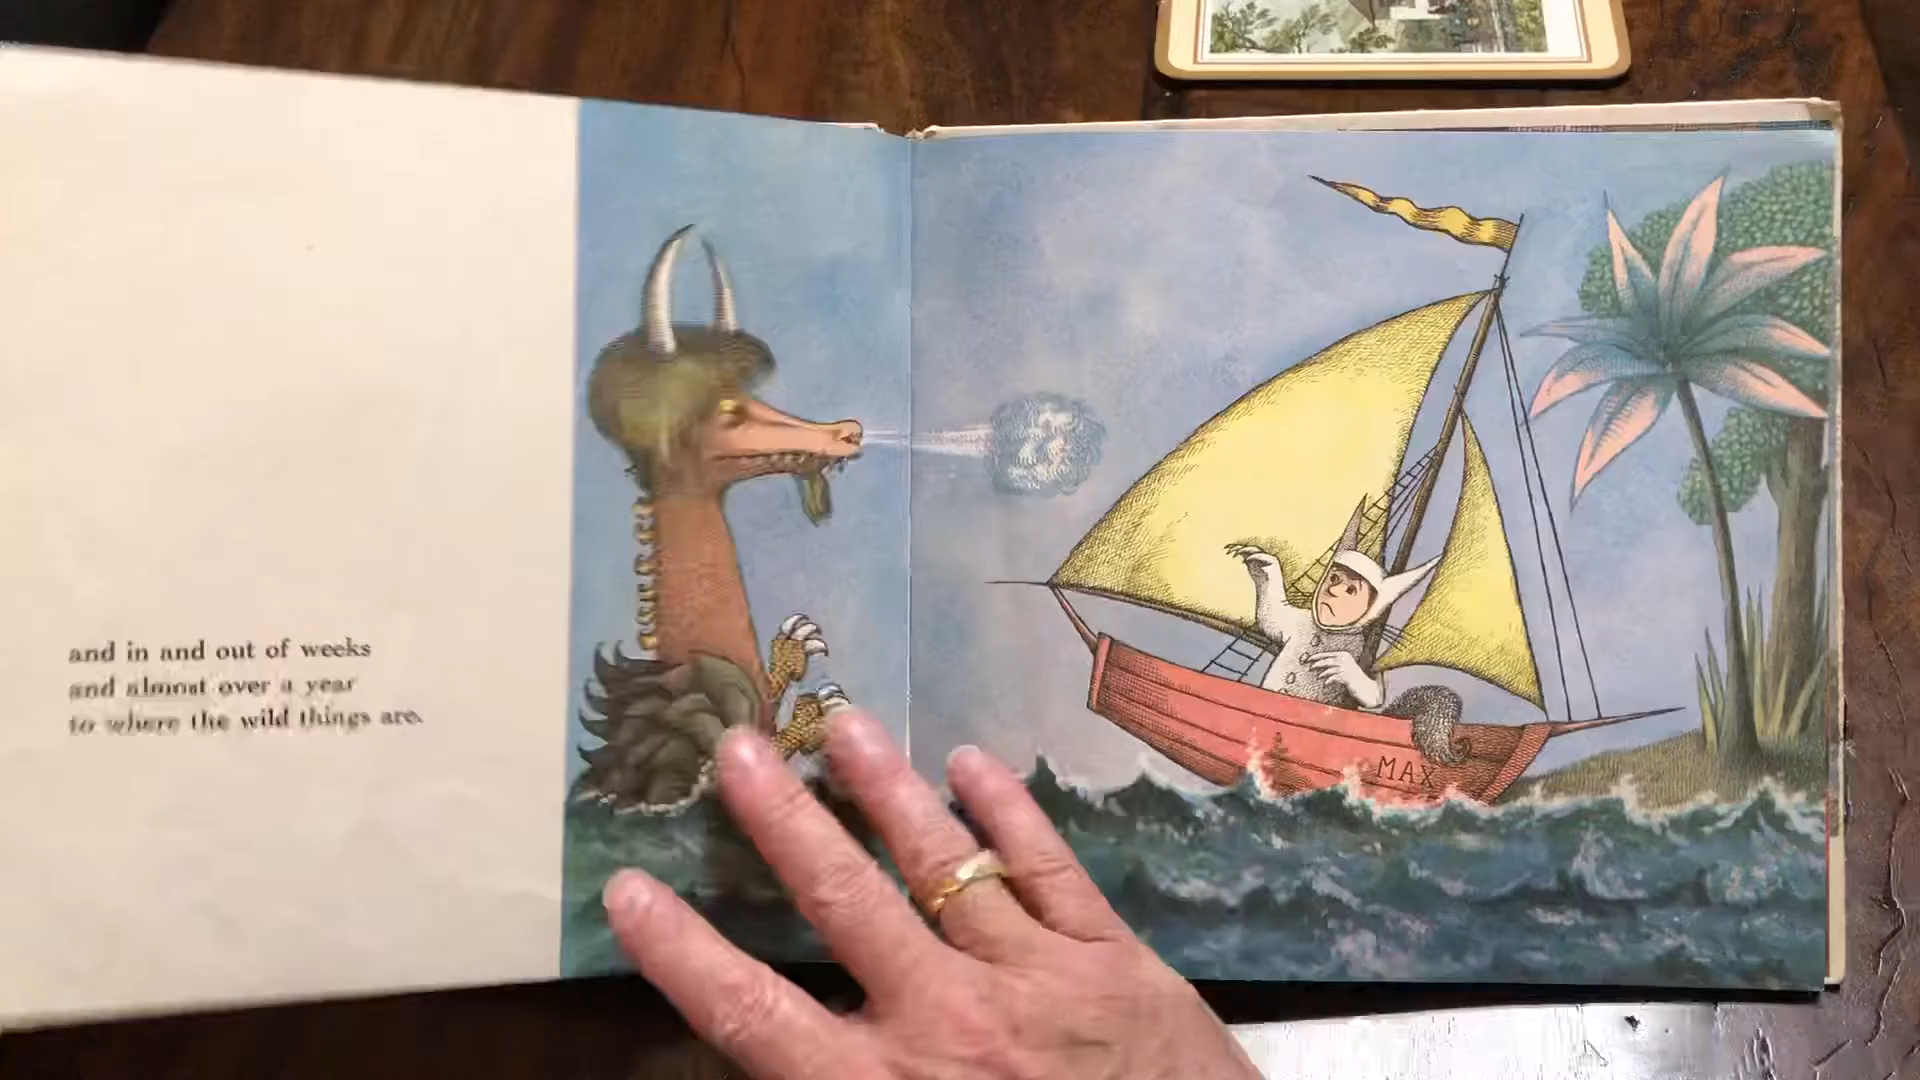 and in and out of weeks
and almost over a year
to where the wild things are.
MAX